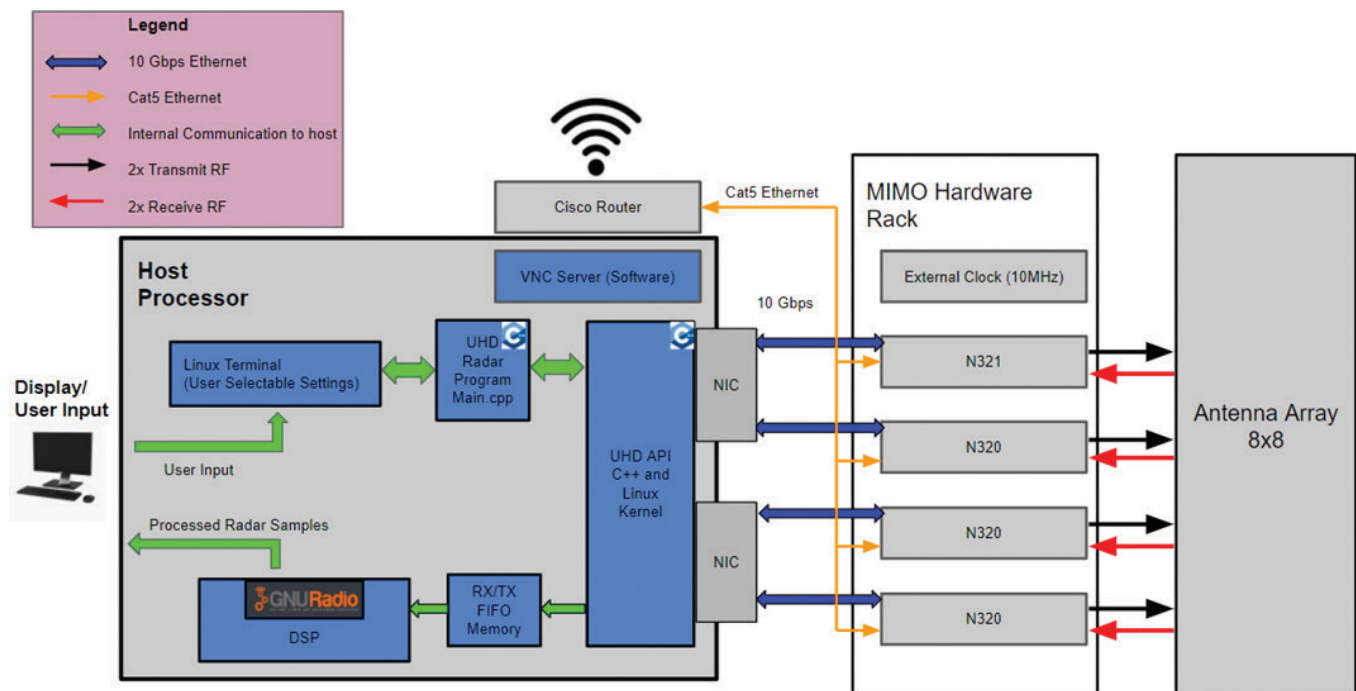 Legend
10 Gbps Ethernet
Cat5 Ethernet
Internal Communication to host
2x Transmit RF
2x Receive RF
Cisco Router
Cat5 Ethernet
MIMO Hardware
Rack
Antenna Array
8x8
Host
Processor
VNC Server (Software)
External Clock (10MHz)
10 Gbps
Linux Terminal
(User Selectable Settings)
UHD
Radar
Program
Main.cpp
C++
C++
UHD API
C++ and
Linux
Kernel
NIC
NIC
N321
N320
N320
N320
Display/
User Input
User Input
Processed Radar Samples
GNURadio
DSP
RX/TX
FIFO
Memory